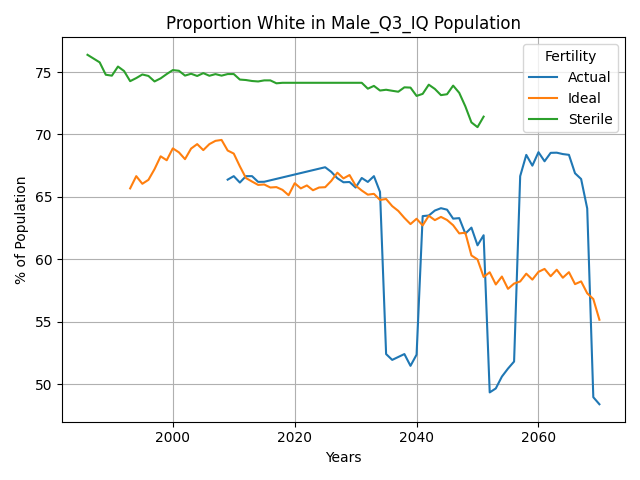 Proportion White in Male_Q3_IQ Population
% of Population
75
70
65
60
55
50
2000
2020
2040
2060
Years
Fertility
Actual
Ideal
Sterile